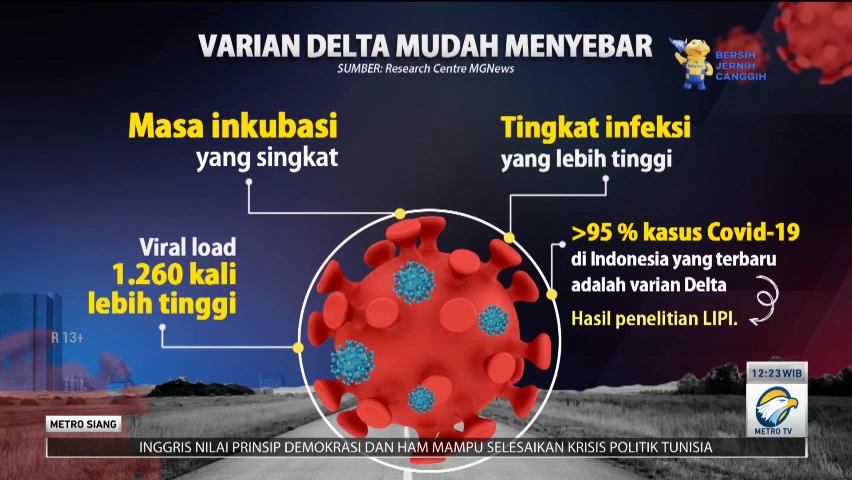 VARIAN DELTA MUDAH MENYEBAR
SUMBER: Research Centre MGNews
BERSIH
JERNIH
CANGGIH
Masa inkubasi
yang singkat
Tingkat infeksi
yang lebih tinggi
Viral load
1.260 kali
lebih tinggi
>95 % kasus Covid-19
di Indonesia yang terbaru
adalah varian Delta
Hasil penelitian LIPI.
R 13+
12:23 WIB
METRO TV
METRO SIANG
INGGRIS NILAI PRINSIP DEMOKRASI DAN HAM MAMPU SELESAIKAN KRISIS POLITIK TUNISIA